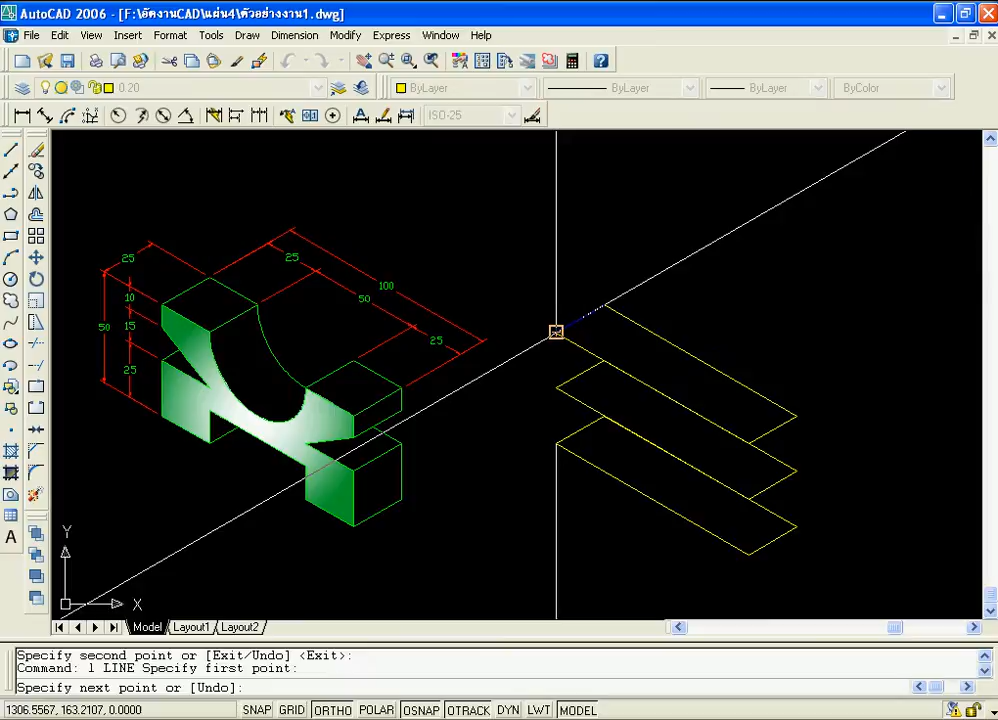 AutoCAD 2006 - [F:\อัดงานCAD\แผ่น4\ตัวอย่างงาน1.dwg]
File Edit View Insert Format Tools Draw Dimension Modify Express Window Help
0.20 ByLayer ByLayer ByLayer ByColor
ISO-25
25
25
10
100
50
50
15
25
25
A
Y
X
Model Layout1 Layout2
Specify second point or [Exit/Undo] <Exit>:
Command: l LINE Specify first point:
Specify next point or [Undo]:
1306.5567, 163.2107, 0.0000 SNAP GRID ORTHO POLAR OSNAP OTRACK DYN LWT MODEL